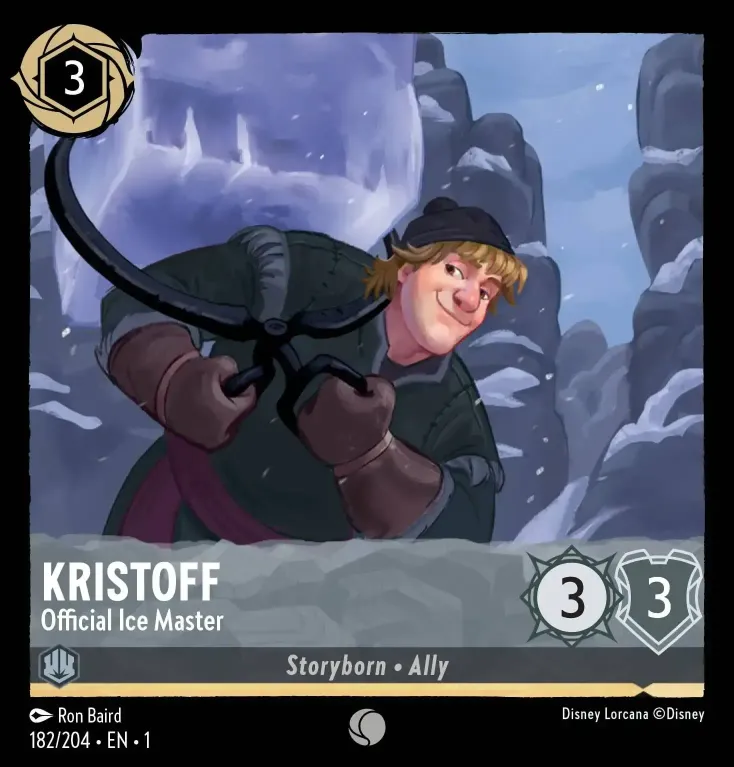 3
KRISTOFF
Official Ice Master
3 3
Storyborn • Ally
Ron Baird
Disney Lorcana ©Disney
182/204 • EN • 1